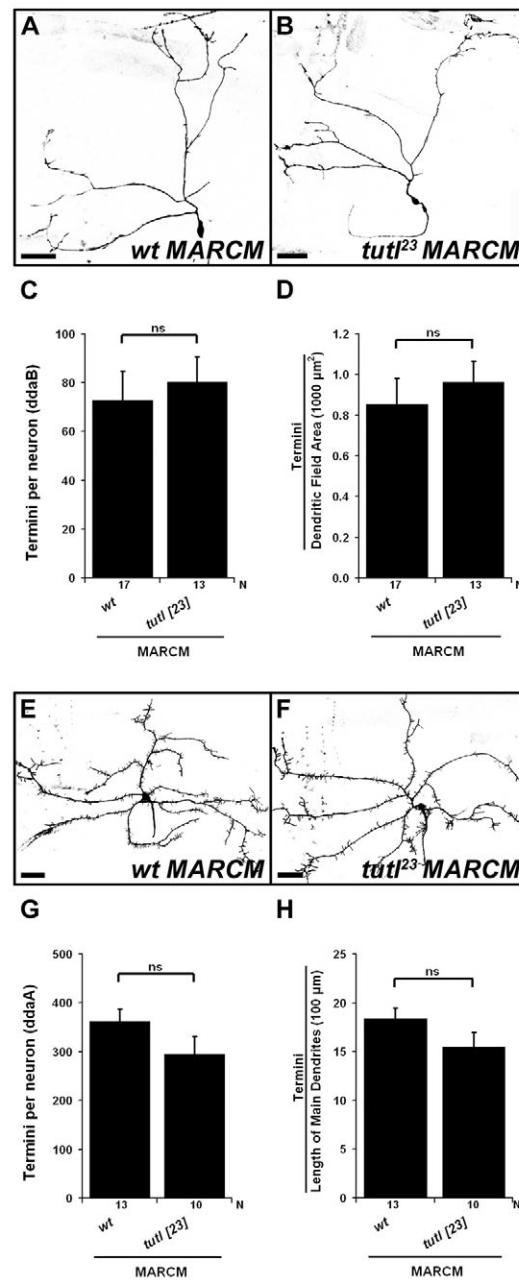 A
wt MARCM
B
tutl23 MARCM
C
ns
100
80
60
40
20
0
Termini per neuron (ddaB)
17
13
N
wt
tutl [23]
MARCM
D
ns
1.2
1.0
0.8
0.6
0.4
0.2
0.0
Termini
Dendritic Field Area (1000 µm2)
17
13
N
wt
tutl [23]
MARCM
E
wt MARCM
F
tutl23 MARCM
G
ns
500
400
300
200
100
0
Termini per neuron (ddaA)
13
10
N
wt
tutl [23]
MARCM
H
ns
25
20
15
10
5
0
Termini
Length of Main Dendrites (100 µm)
13
10
N
wt
tutl [23]
MARCM